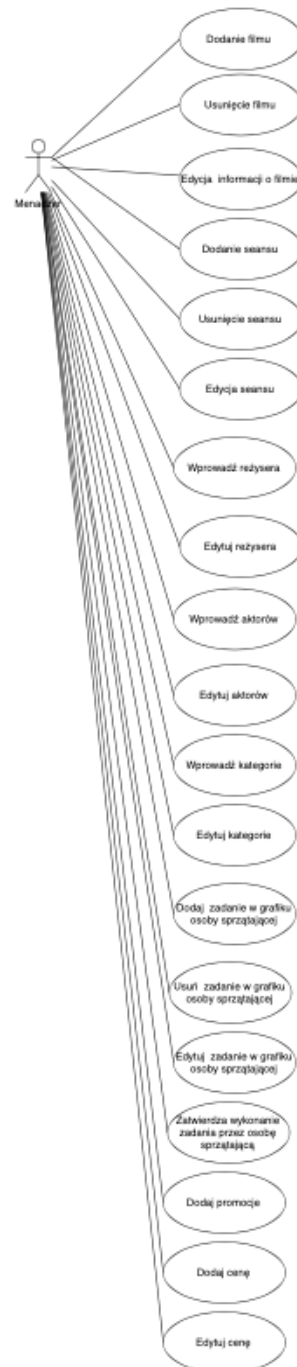 Dodanie filmu
Usunięcie filmu
Edycja informacji o filmie
Menadżer
Dodanie seansu
Usunięcie seansu
Edycja seansu
Wprowadź reżysera
Edytuj reżysera
Wprowadź aktorów
Edytuj aktorów
Wprowadź kategorie
Edytuj kategorie
Dodaj zadanie w grafiku
osoby sprzątającej
Usuń zadanie w grafiku
osoby sprzątającej
Edytuj zadanie w grafiku
osoby sprzątającej
Zatwierdza wykonanie
zadania przez osobę
sprzątającą
Dodaj promocje
Dodaj cenę
Edytuj cenę